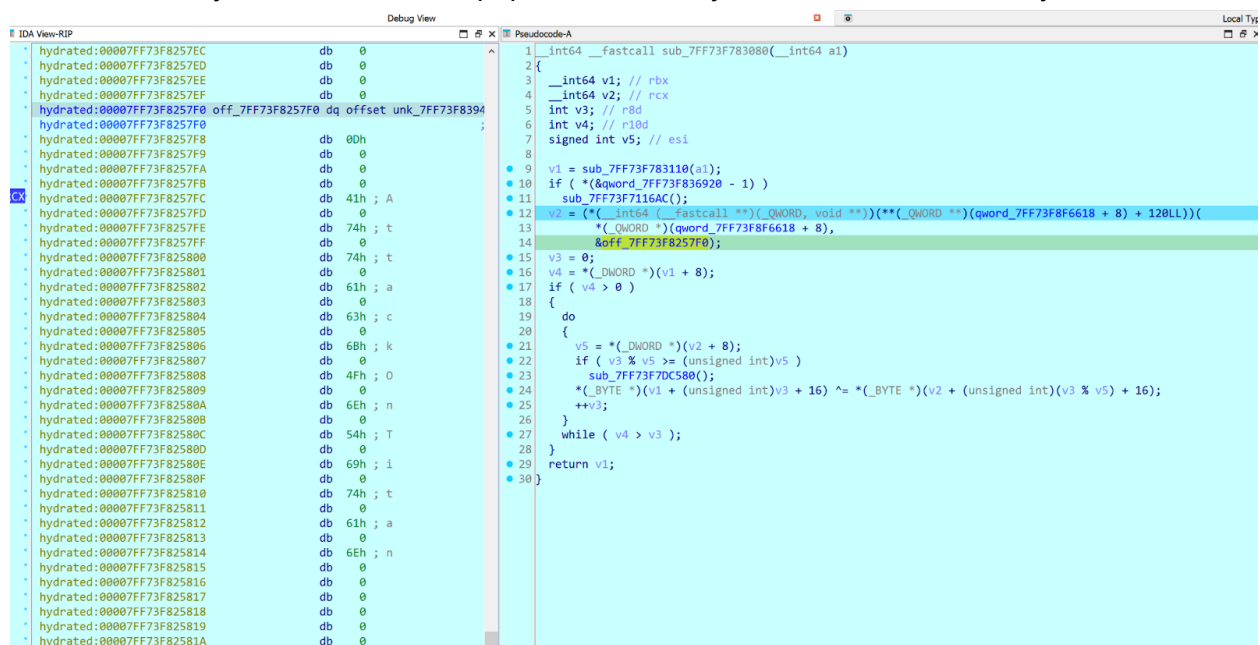 Debug View
Local Typ
IDA View-RIP
Pseudocode-A
hydrated:00007FF73F8257EC db 0
hydrated:00007FF73F8257ED db 0
hydrated:00007FF73F8257EE db 0
hydrated:00007FF73F8257EF db 0
hydrated:00007FF73F8257F0 off_7FF73F8257F0 dq offset unk_7FF73F8394
hydrated:00007FF73F8257F0 ;
hydrated:00007FF73F8257F8 db 0Dh
hydrated:00007FF73F8257F9 db 0
hydrated:00007FF73F8257FA db 0
hydrated:00007FF73F8257FB db 0
CX
hydrated:00007FF73F8257FC db 41h ; A
hydrated:00007FF73F8257FD db 0
hydrated:00007FF73F8257FE db 74h ; t
hydrated:00007FF73F8257FF db 0
hydrated:00007FF73F825800 db 74h ; t
hydrated:00007FF73F825801 db 0
hydrated:00007FF73F825802 db 61h ; a
hydrated:00007FF73F825803 db 0
hydrated:00007FF73F825804 db 63h ; c
hydrated:00007FF73F825805 db 0
hydrated:00007FF73F825806 db 6Bh ; k
hydrated:00007FF73F825807 db 0
hydrated:00007FF73F825808 db 4Fh ; O
hydrated:00007FF73F825809 db 0
hydrated:00007FF73F82580A db 6Eh ; n
hydrated:00007FF73F82580B db 0
hydrated:00007FF73F82580C db 54h ; T
hydrated:00007FF73F82580D db 0
hydrated:00007FF73F82580E db 69h ; i
hydrated:00007FF73F82580F db 0
hydrated:00007FF73F825810 db 74h ; t
hydrated:00007FF73F825811 db 0
hydrated:00007FF73F825812 db 61h ; a
hydrated:00007FF73F825813 db 0
hydrated:00007FF73F825814 db 6Eh ; n
hydrated:00007FF73F825815 db 0
hydrated:00007FF73F825816 db 0
hydrated:00007FF73F825817 db 0
hydrated:00007FF73F825818 db 0
hydrated:00007FF73F825819 db 0
hydrated:00007FF73F82581A db 0
1 __int64 __fastcall sub_7FF73F783080(__int64 a1)
2 {
3 __int64 v1; // rbx
4 __int64 v2; // rcx
5 int v3; // r8d
6 int v4; // r10d
7 signed int v5; // esi
8
9 v1 = sub_7FF73F783110(a1);
10 if ( *(&qword_7FF73F836920 - 1) )
11 sub_7FF73F7116AC();
12 v2 = (*(__int64 (__fastcall **)(_QWORD, void **))(**(_QWORD **)(qword_7FF73F8F6618 + 8) + 120LL))(
13 *(_QWORD *)(qword_7FF73F8F6618 + 8),
14 &off_7FF73F8257F0);
15 v3 = 0;
16 v4 = *(_DWORD *)(v1 + 8);
17 if ( v4 > 0 )
18 {
19 do
20 {
21 v5 = *(_DWORD *)(v2 + 8);
22 if ( v3 % v5 >= (unsigned int)v5 )
23 sub_7FF73F7DC580();
24 *(_BYTE *)(v1 + (unsigned int)v3 + 16) ^= *(_BYTE *)(v2 + (unsigned int)(v3 % v5) + 16);
25 ++v3;
26 }
27 while ( v4 > v3 );
28 }
29 return v1;
30 }